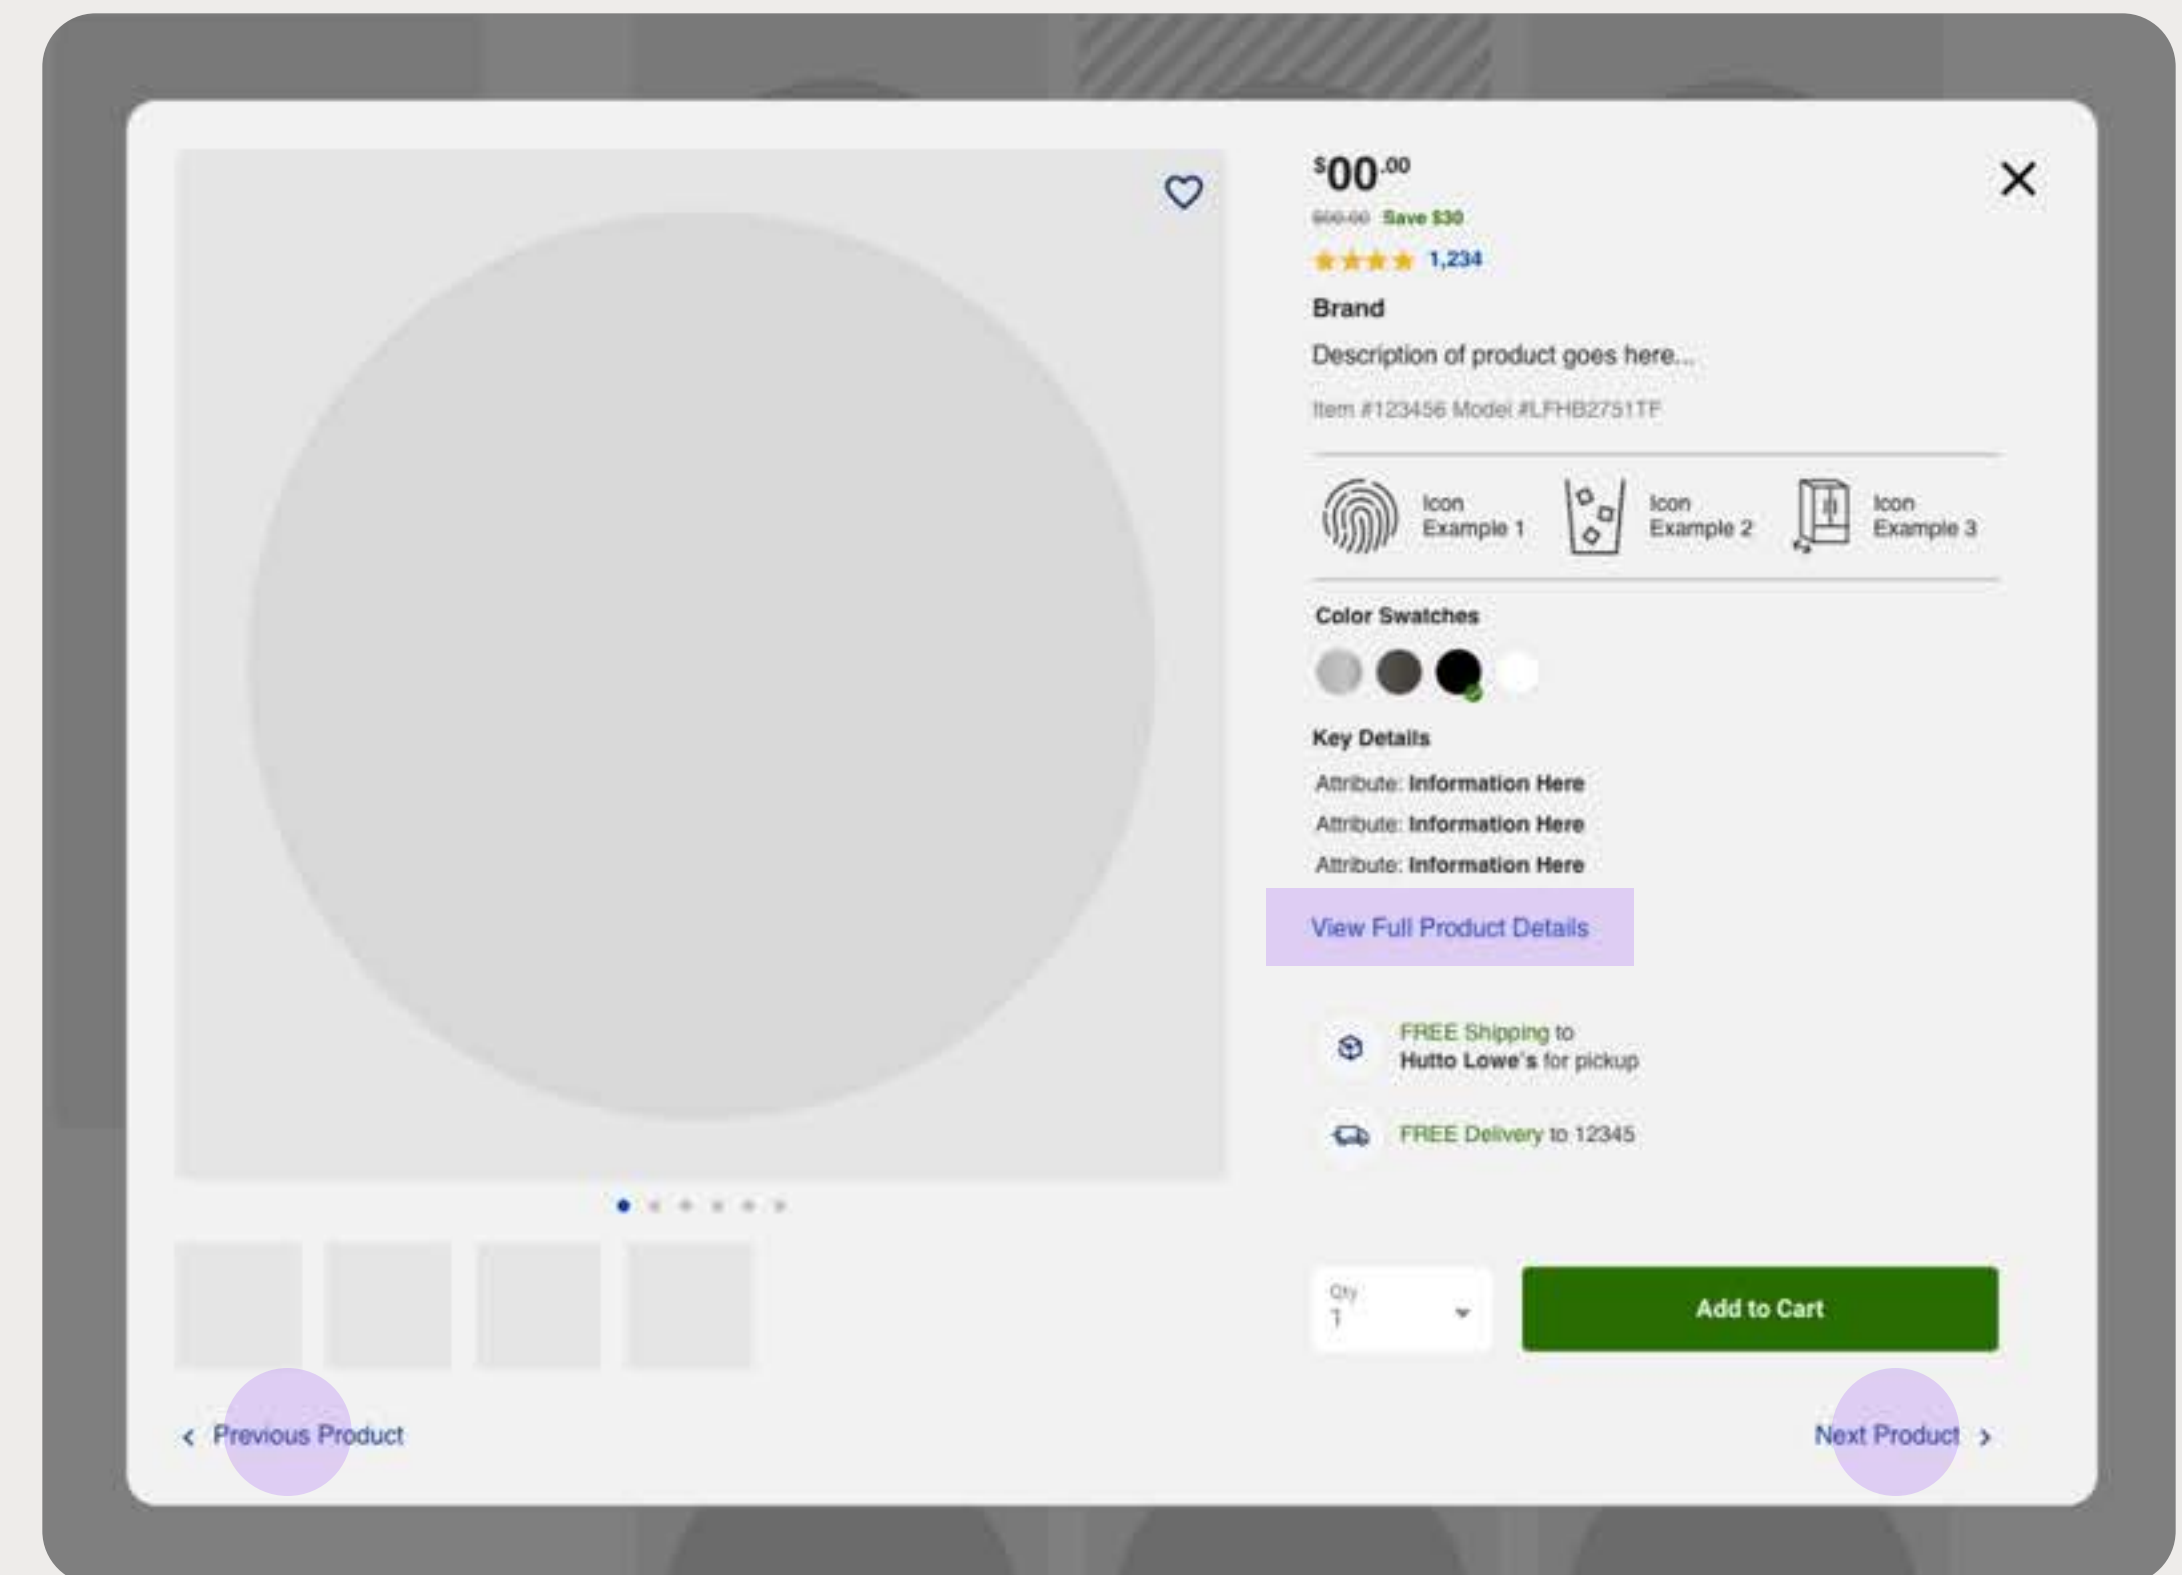 $00.00
$00.00 Save $30
1,234
Brand
Description of product goes here...
Item #123456 Model #LFHB2751TF
Icon
Example 1
Icon
Example 2
Icon
Example 3
Color Swatches
Key Details
Attribute: Information Here
Attribute: Information Here
Attribute: Information Here
View Full Product Details
FREE Shipping to
Hutto Lowe's for pickup
FREE Delivery to 12345
Qty
1
Add to Cart
Previous Product
Next Product